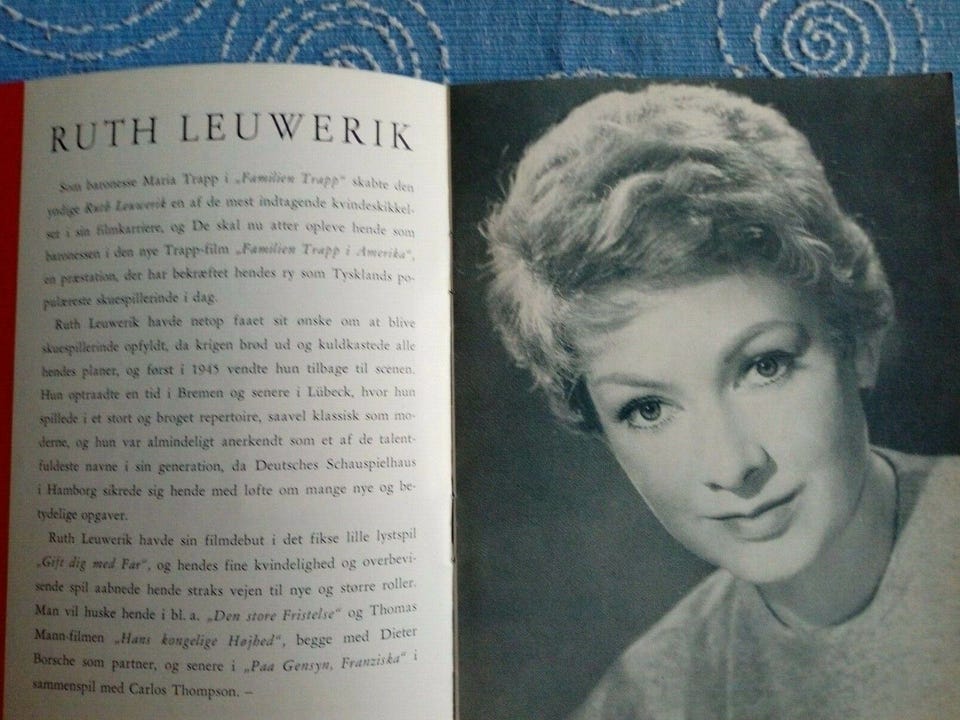 RUTH LEUWERIK
Som baronesse Maria Trapp i „Familien Trapp“ skabte den
yndige Ruth Leuwerik en af de mest indtagende kvindeskikkel-
ser i sin filmkarriere, og De skal nu atter opleve hende som
baronessen i den nye Trapp-film „Familien Trapp i Amerika“,
en præstation, der har bekræftet hendes ry som Tysklands po-
pulæreste skuespillerinde i dag.
Ruth Leuwerik havde netop faaet sit ønske om at blive
skuespillerinde opfyldt, da krigen brød ud og kuldkastede alle
hendes planer, og først i 1945 vendte hun tilbage til scenen.
Hun optraadte en tid i Bremen og senere i Lübeck, hvor hun
spillede i et stort og broget repertoire, saavel klassisk som mo-
derne, og hun var almindeligt anerkendt som et af de talent-
fuldeste navne i sin generation, da Deutsches Schauspielhaus
i Hamborg sikrede sig hende med løfte om mange nye og be-
tydelige opgaver.
Ruth Leuwerik havde sin filmdebut i det fikse lille lystspil
„Gift dig med Far“, og hendes fine kvindelighed og overbevi-
sende spil aabnede hende straks vejen til nye og større roller.
Man vil huske hende i bl. a. „Den store Fristelse“ og Thomas
Mann-filmen „Hans kongelige Højhed“, begge med Dieter
Borsche som partner, og senere i „Paa Gensyn, Franziska“ i
sammenspil med Carlos Thompson. –